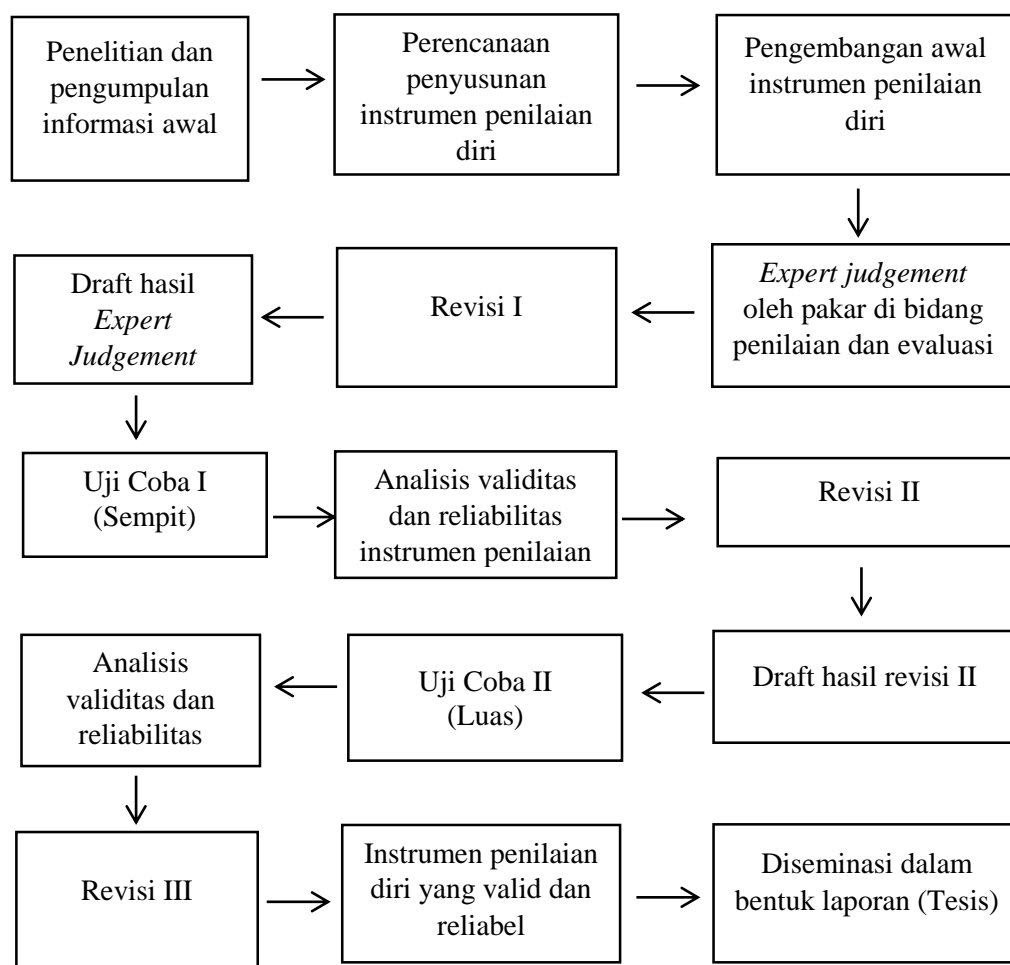 Penelitian dan
pengumpulan
informasi awal
Perencanaan
penyusunan
instrumen penilaian
diri
Pengembangan awal
instrumen penilaian
diri
Expert judgement
oleh pakar di bidang
penilaian dan evaluasi
Revisi I
Draft hasil
Expert
Judgement
Uji Coba I
(Sempit)
Analisis validitas
dan reliabilitas
instrumen penilaian
Revisi II
Draft hasil revisi II
Uji Coba II
(Luas)
Analisis
validitas dan
reliabilitas
Revisi III
Instrumen penilaian
diri yang valid dan
reliabel
Diseminasi dalam
bentuk laporan (Tesis)